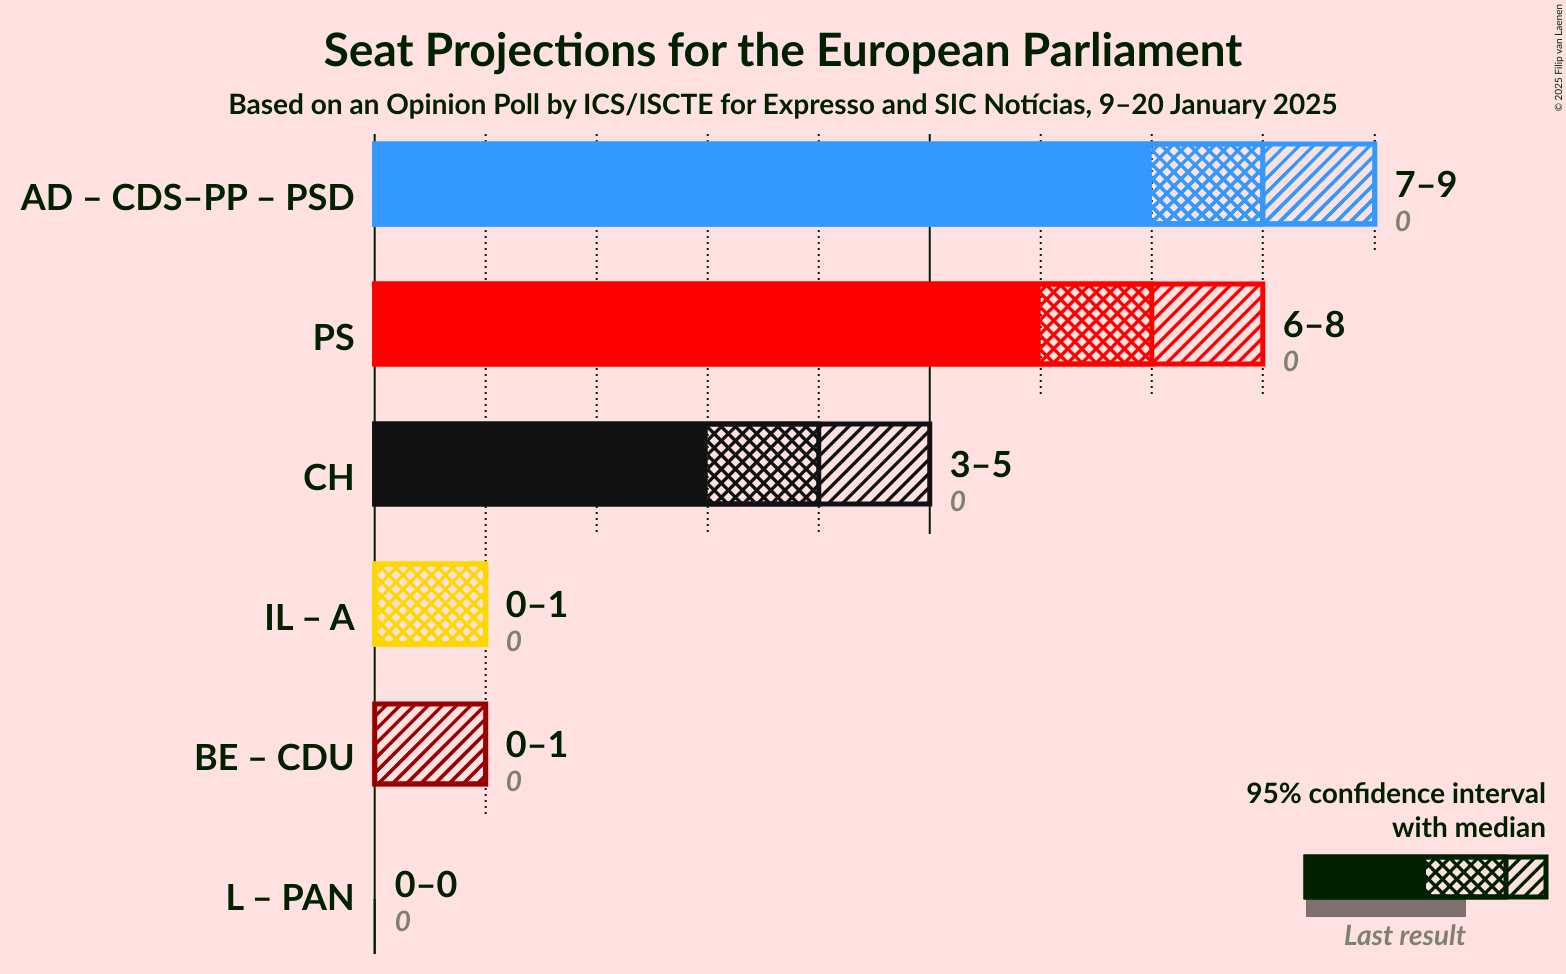 Seat Projections for the European Parliament
Based on an Opinion Poll by ICS/ISCTE for Expresso and SIC Notícias, 9–20 January 2025
© 2025 Filip van Laenen
AD – CDS–PP – PSD
7–9
0
PS
6–8
0
CH
3–5
0
IL – A
0–1
0
BE – CDU
0–1
0
L – PAN
0–0
0
95% confidence interval
with median
Last result